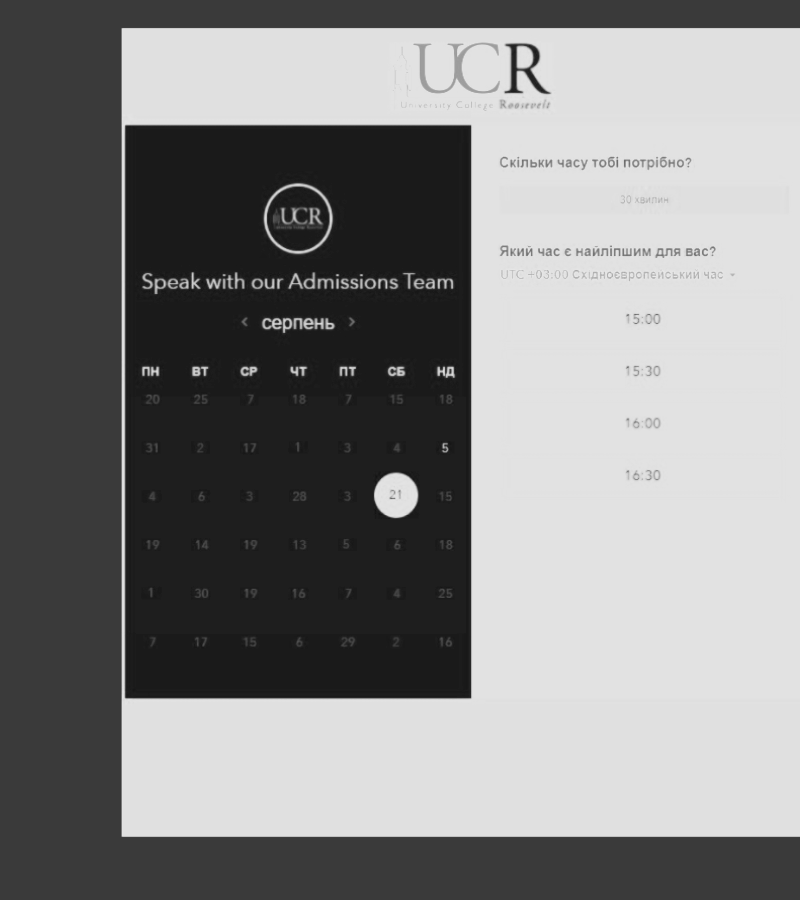 UCR
University College Roosevelt
UCR
Speak with our Admissions Team
< серпень >
ПН ВТ СР ЧТ ПТ СБ НД
20 25 7 18 7 15 18
31 2 17 1 3 4 5
4 6 3 28 3 21 15
19 14 19 13 5 6 18
1 30 19 16 7 4 25
7 17 15 6 29 2 16
Скільки часу тобі потрібно?
30 хвилин
Який час є найліпшим для вас?
UTC +03:00 Східноєвропейський час
15:00
15:30
16:00
16:30